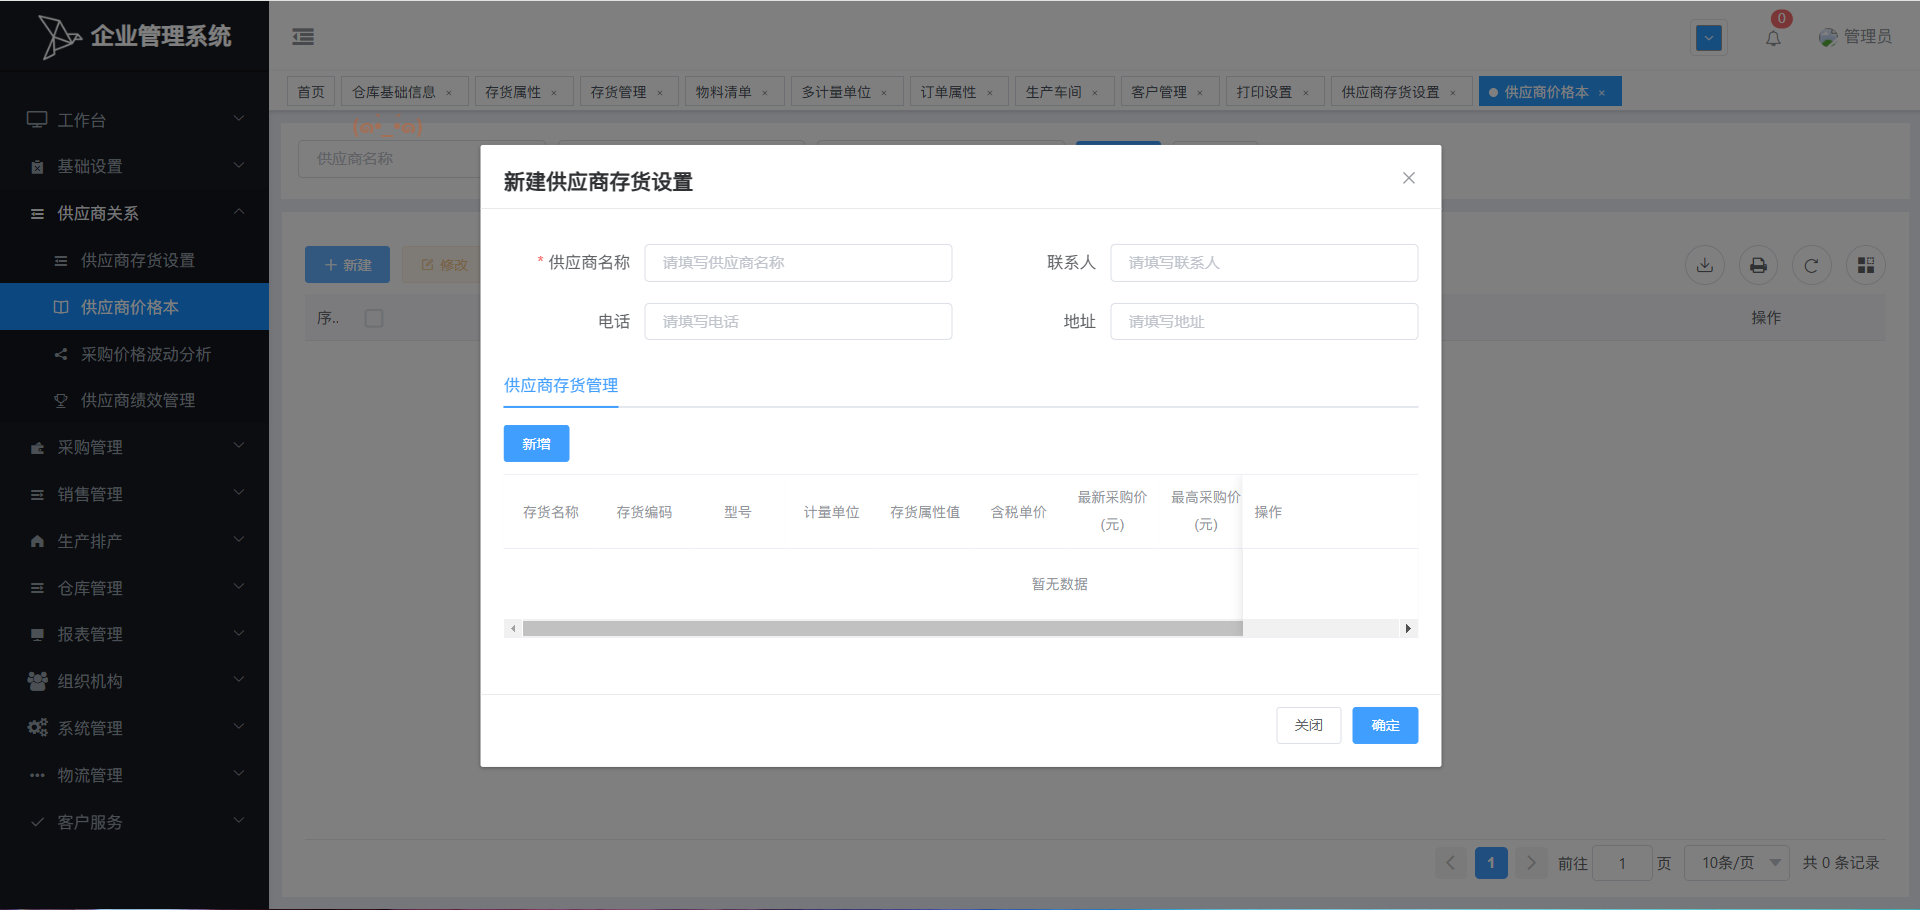 企业管理系统
0
管理员
首页 仓库基础信息 × 存货属性 × 存货管理 × 物料清单 × 多计量单位 × 订单属性 × 生产车间 × 客户管理 × 打印设置 × 供应商存货设置 × 供应商价格本 ×
工作台
基础设置
供应商关系
供应商存货设置
供应商价格本
采购价格波动分析
供应商绩效管理
采购管理
销售管理
生产排产
仓库管理
报表管理
组织机构
系统管理
物流管理
客户服务
供应商名称
新建 修改
序.. 操作
新建供应商存货设置
* 供应商名称 请填写供应商名称 联系人 请填写联系人
电话 请填写电话 地址 请填写地址
供应商存货管理
新增
存货名称 存货编码 型号 计量单位 存货属性值 含税单价 最新采购价(元) 最高采购价(元) 操作
暂无数据
关闭 确定
1 前往 1 页 10条/页 共 0 条记录